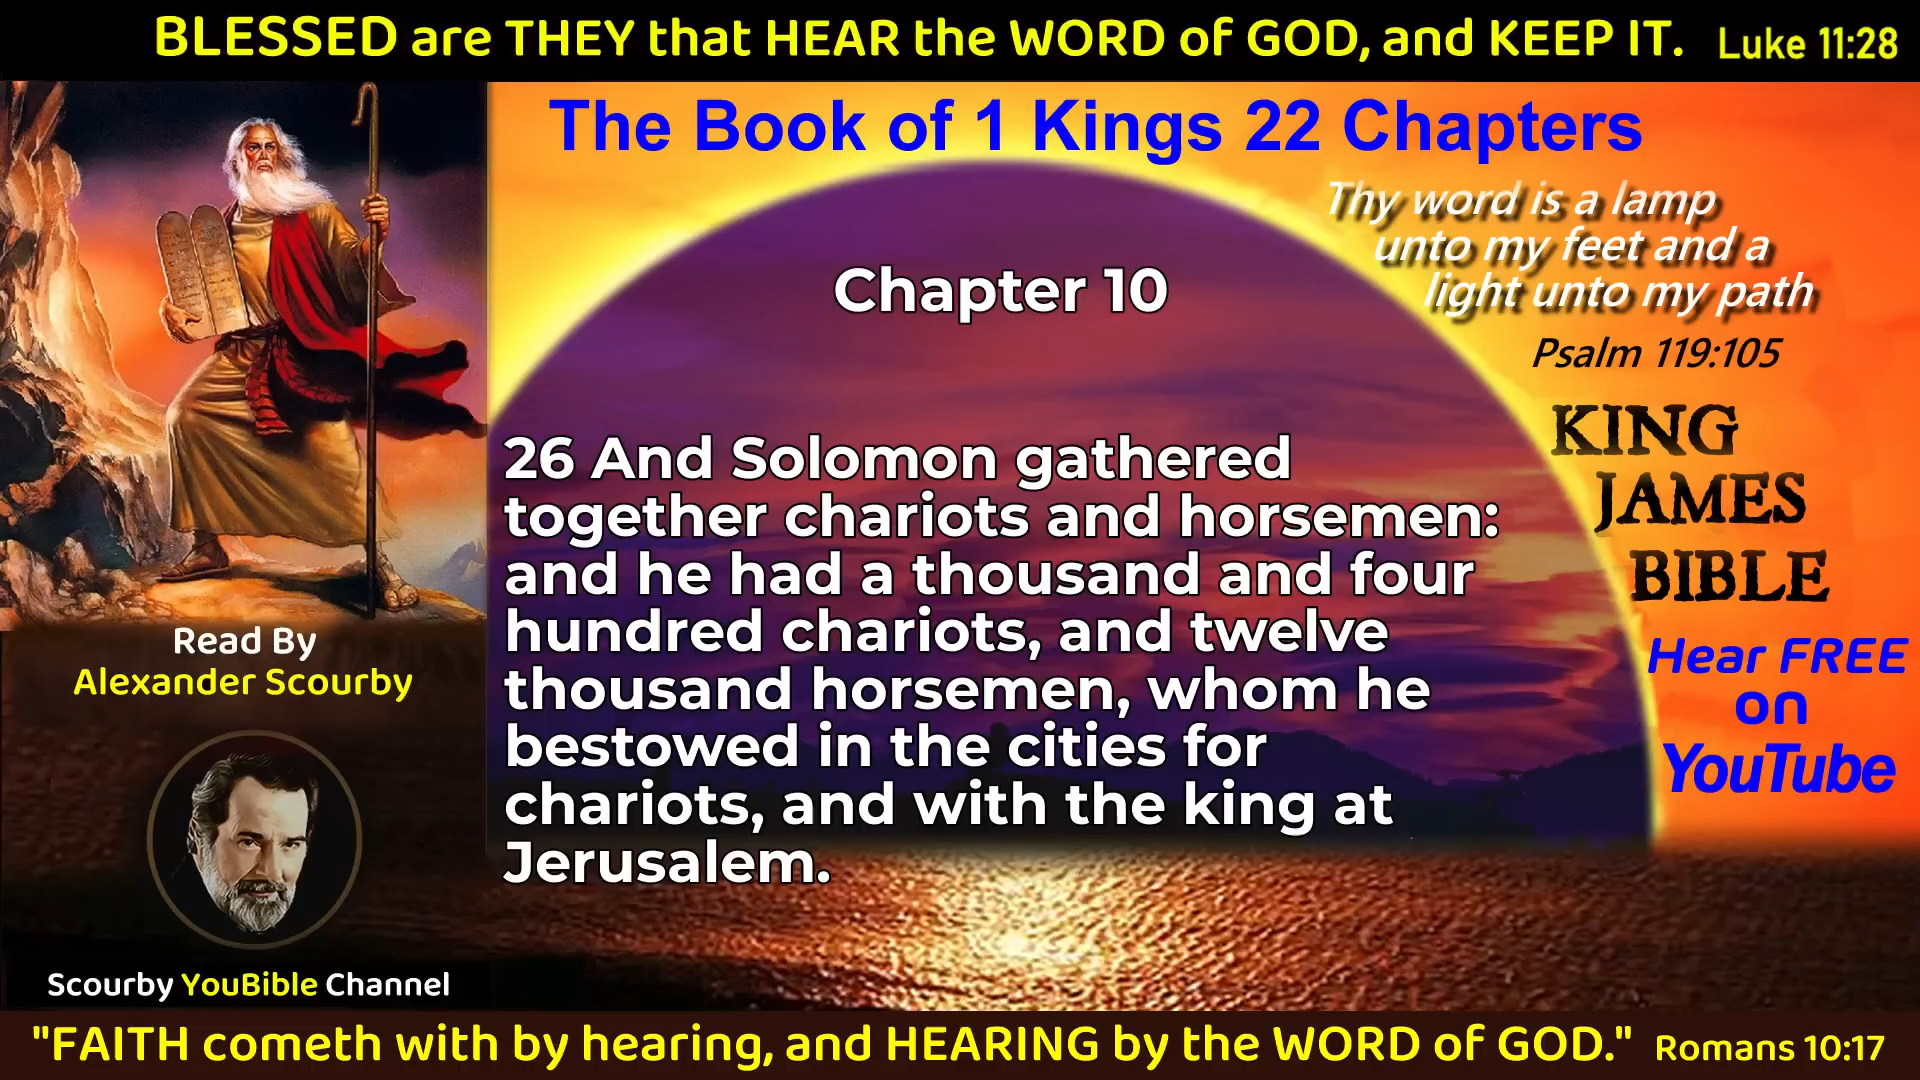 BLESSED are THEY that HEAR the WORD of GOD, and KEEP IT. Luke 11:28
The Book of 1 Kings 22 Chapters
Thy word is a lamp
unto my feet and a
light unto my path
Psalm 119:105
Chapter 10
26 And Solomon gathered
together chariots and horsemen:
and he had a thousand and four
hundred chariots, and twelve
thousand horsemen, whom he
bestowed in the cities for
chariots, and with the king at
Jerusalem.
KING
JAMES
BIBLE
Hear FREE
on
YouTube
Read By
Alexander Scourby
Scourby YouBible Channel
"FAITH cometh with by hearing, and HEARING by the WORD of GOD." Romans 10:17